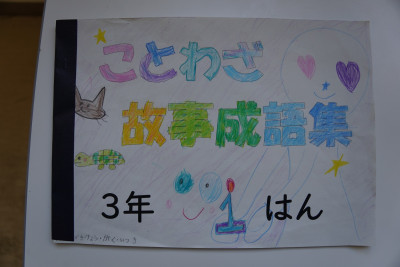 ことわざ
故事成語集
3年 1 はん